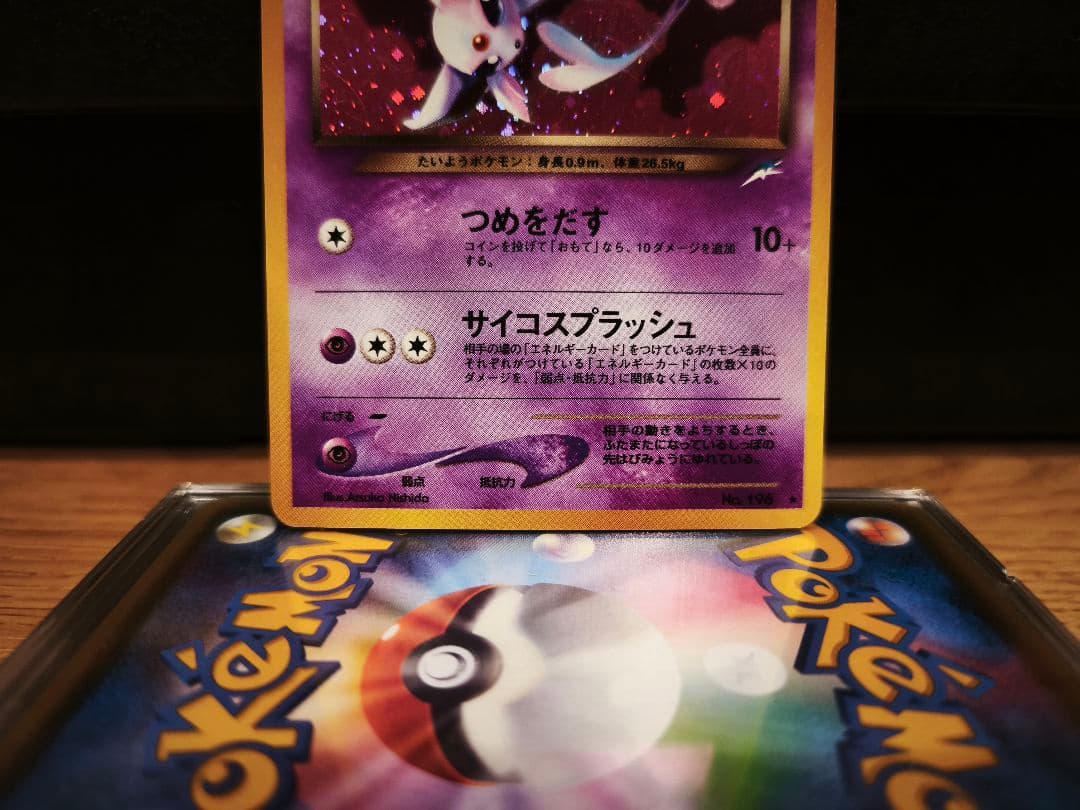 たいようポケモン：身長0.9m、体重26.5kg
つめをだす
コインを投げて「おもて」なら、10ダメージを追加
する。
10+
サイコスプラッシュ
相手の場の「エネルギーカード」をつけているポケモン全員に、
それぞれがつけている「エネルギーカード」の枚数×10の
ダメージを、「弱点・抵抗力」に関係なく与える。
にげる
弱点
抵抗力
相手の動きをよちするとき、
ふたまたになっているしっぽの
先はびみょうにゆれている。
Illus.Atsuko Nishida
No. 196
POKéMON
POKéMO